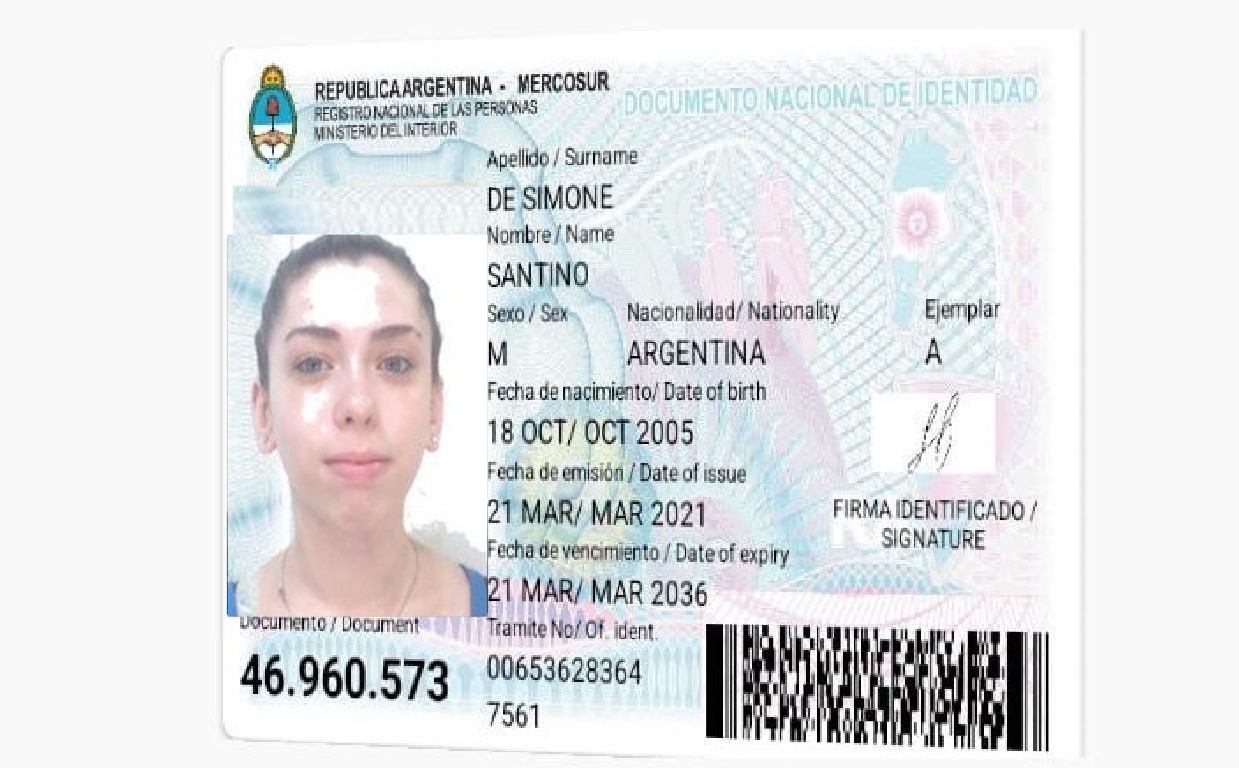 REPUBLICA ARGENTINA - MERCOSUR
REGISTRO NACIONAL DE LAS PERSONAS
MINISTERIO DEL INTERIOR
DOCUMENTO NACIONAL DE IDENTIDAD
Apellido / Surname
DE SIMONE
Nombre / Name
SANTINO
Sexo / Sex Nacionalidad/ Nationality Ejemplar
M ARGENTINA A
Fecha de nacimiento/ Date of birth
18 OCT/ OCT 2005
Fecha de emisión / Date of issue
21 MAR/ MAR 2021
Fecha de vencimiento / Date of expiry
21 MAR/ MAR 2036
FIRMA IDENTIFICADO /
SIGNATURE
Documento / Document
46.960.573
Tramite No/ Of. ident.
00653628364
7561